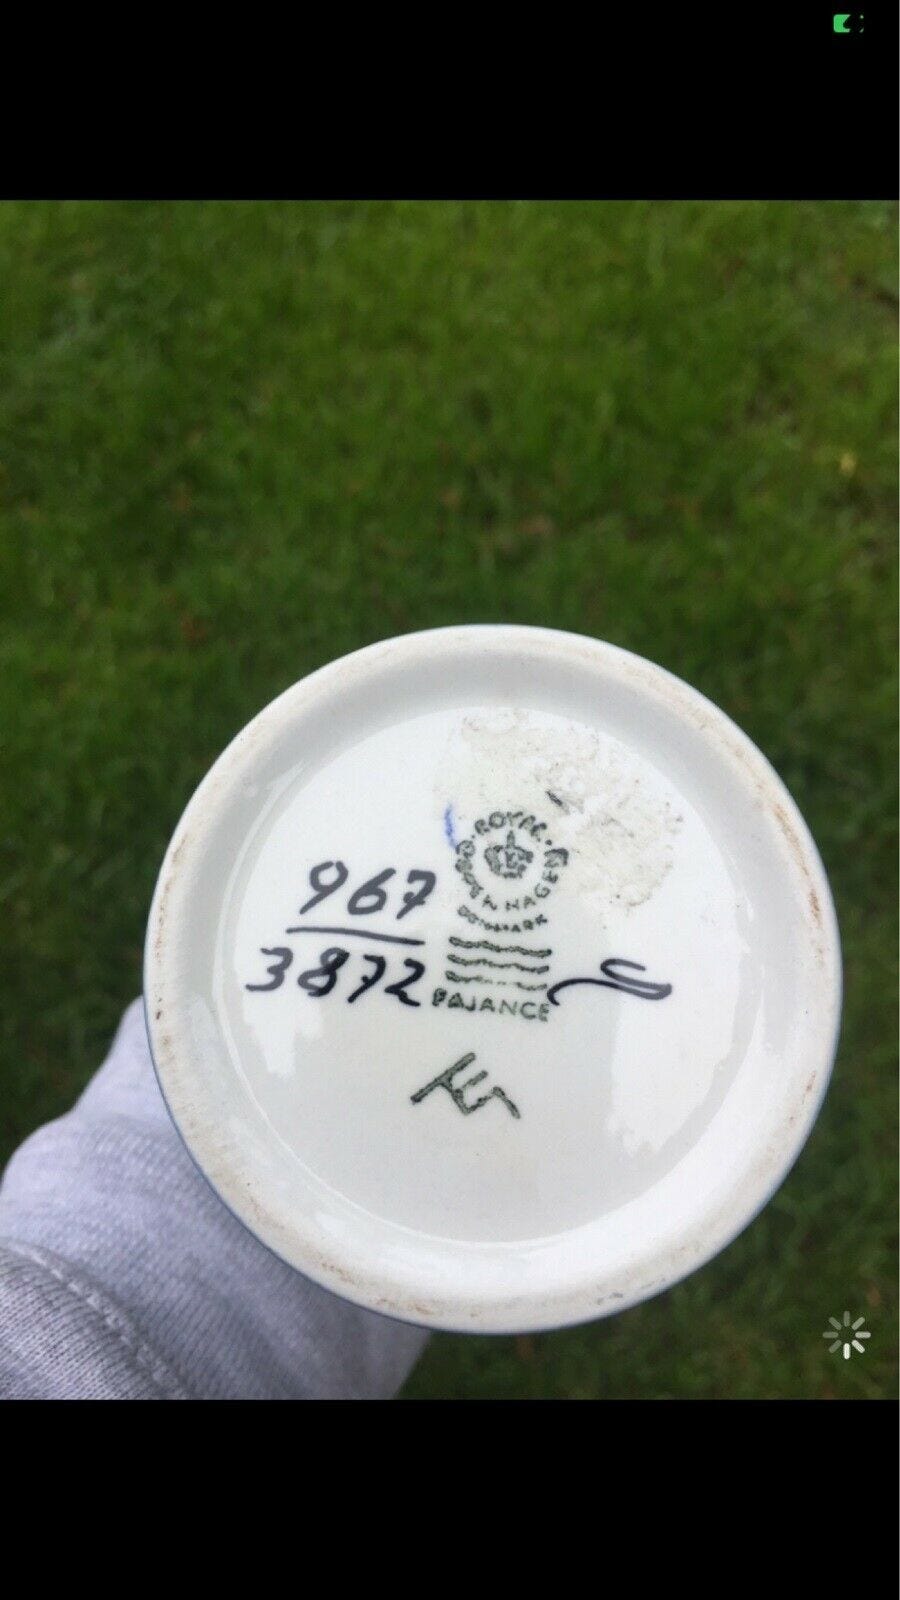 ROYAL COPENHAGEN
DENMARK
967
3872
FAJANCE